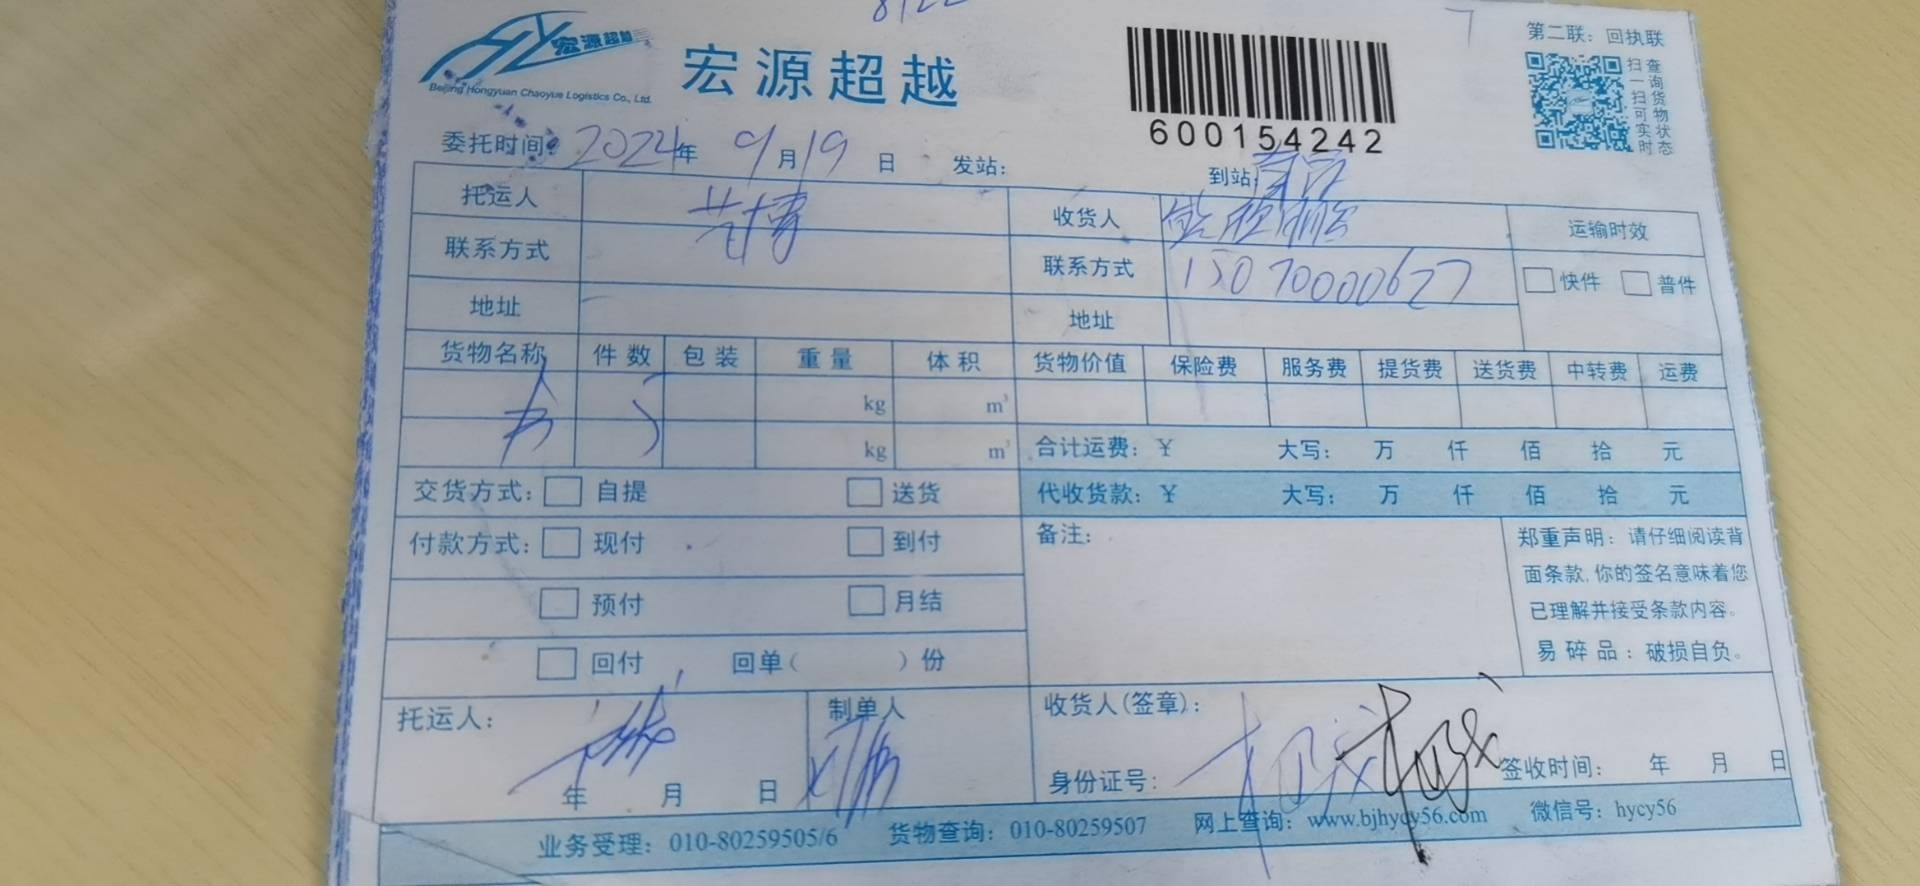 宏源超越
Beijing Hongyuan Chaoyue Logistics Co., Ltd.
宏源超越
600154242
第二联：回执联
扫一扫可实时
查询货物状态
委托时间：2024年 9月19日 发站： 到站：
托运人 收货人 运输时效
联系方式 联系方式 15070000627 快件 普件
地址 地址
货物名称 件数 包装 重量 体积 货物价值 保险费 服务费 提货费 送货费 中转费 运费
kg m³
kg m³ 合计运费：￥ 大写： 万 仟 佰 拾 元
交货方式： 自提 送货 代收货款：￥ 大写： 万 仟 佰 拾 元
付款方式： 现付 到付 备注：
预付 月结
回付 回单（ ）份
郑重声明：请仔细阅读背
面条款,你的签名意味着您
已理解并接受条款内容。
易碎品：破损自负。
托运人： 制单人 收货人(签章)：
年 月 日 身份证号： 签收时间： 年 月 日
业务受理：010-80259505/6 货物查询：010-80259507 网上查询：www.bjhycy56.com 微信号：hycy56